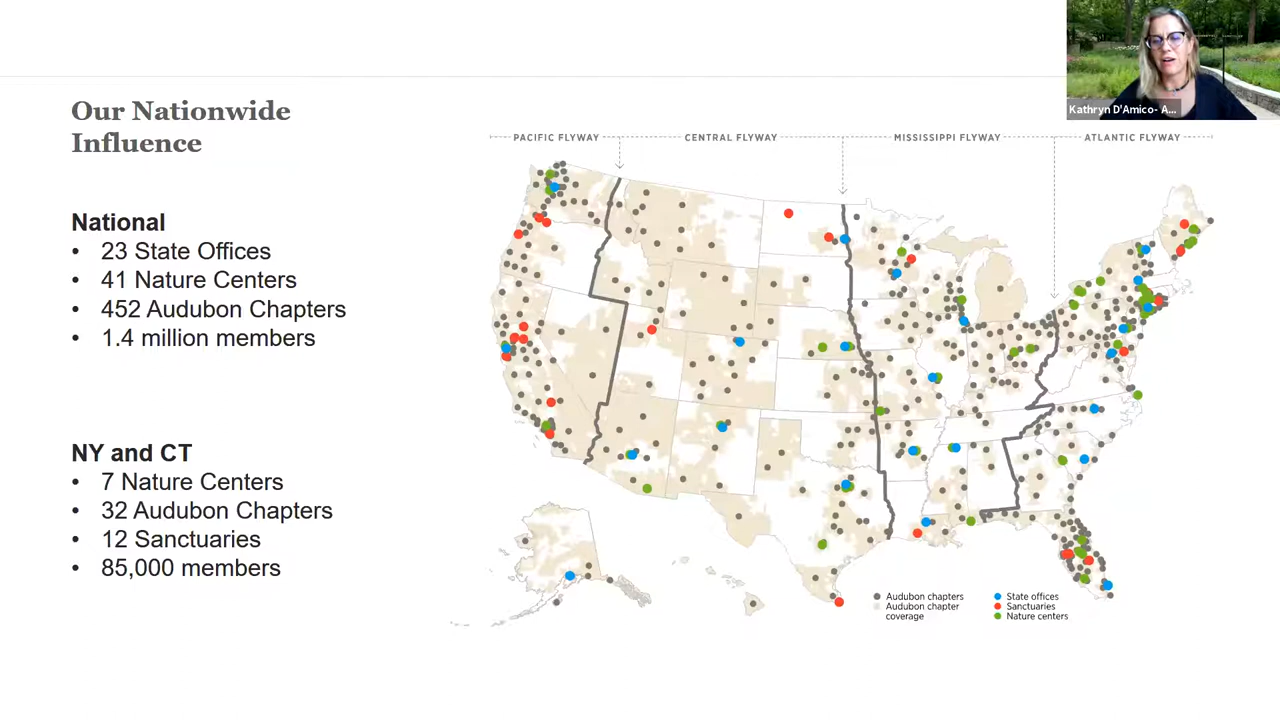 Kathryn D'Amico- A...
Our Nationwide
Influence
National
• 23 State Offices
• 41 Nature Centers
• 452 Audubon Chapters
• 1.4 million members
NY and CT
• 7 Nature Centers
• 32 Audubon Chapters
• 12 Sanctuaries
• 85,000 members
PACIFIC FLYWAY CENTRAL FLYWAY MISSISSIPPI FLYWAY ATLANTIC FLYWAY
Audubon chapters
Audubon chapter
coverage
State offices
Sanctuaries
Nature centers